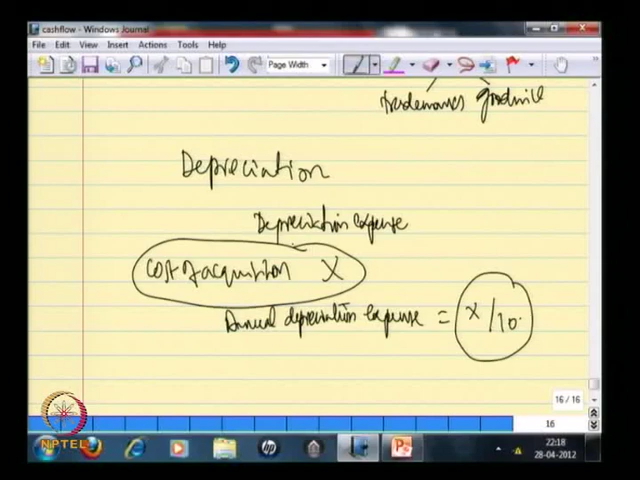 cashflow - Windows Journal
File Edit View Insert Actions Tools Help
Page Width
trademarks goodwill
Depreciation
Depreciation expense
cost of acquisition X
Annual depreciation expense = x/10.
16 / 16
16
NPTEL
22:18
28-04-2012